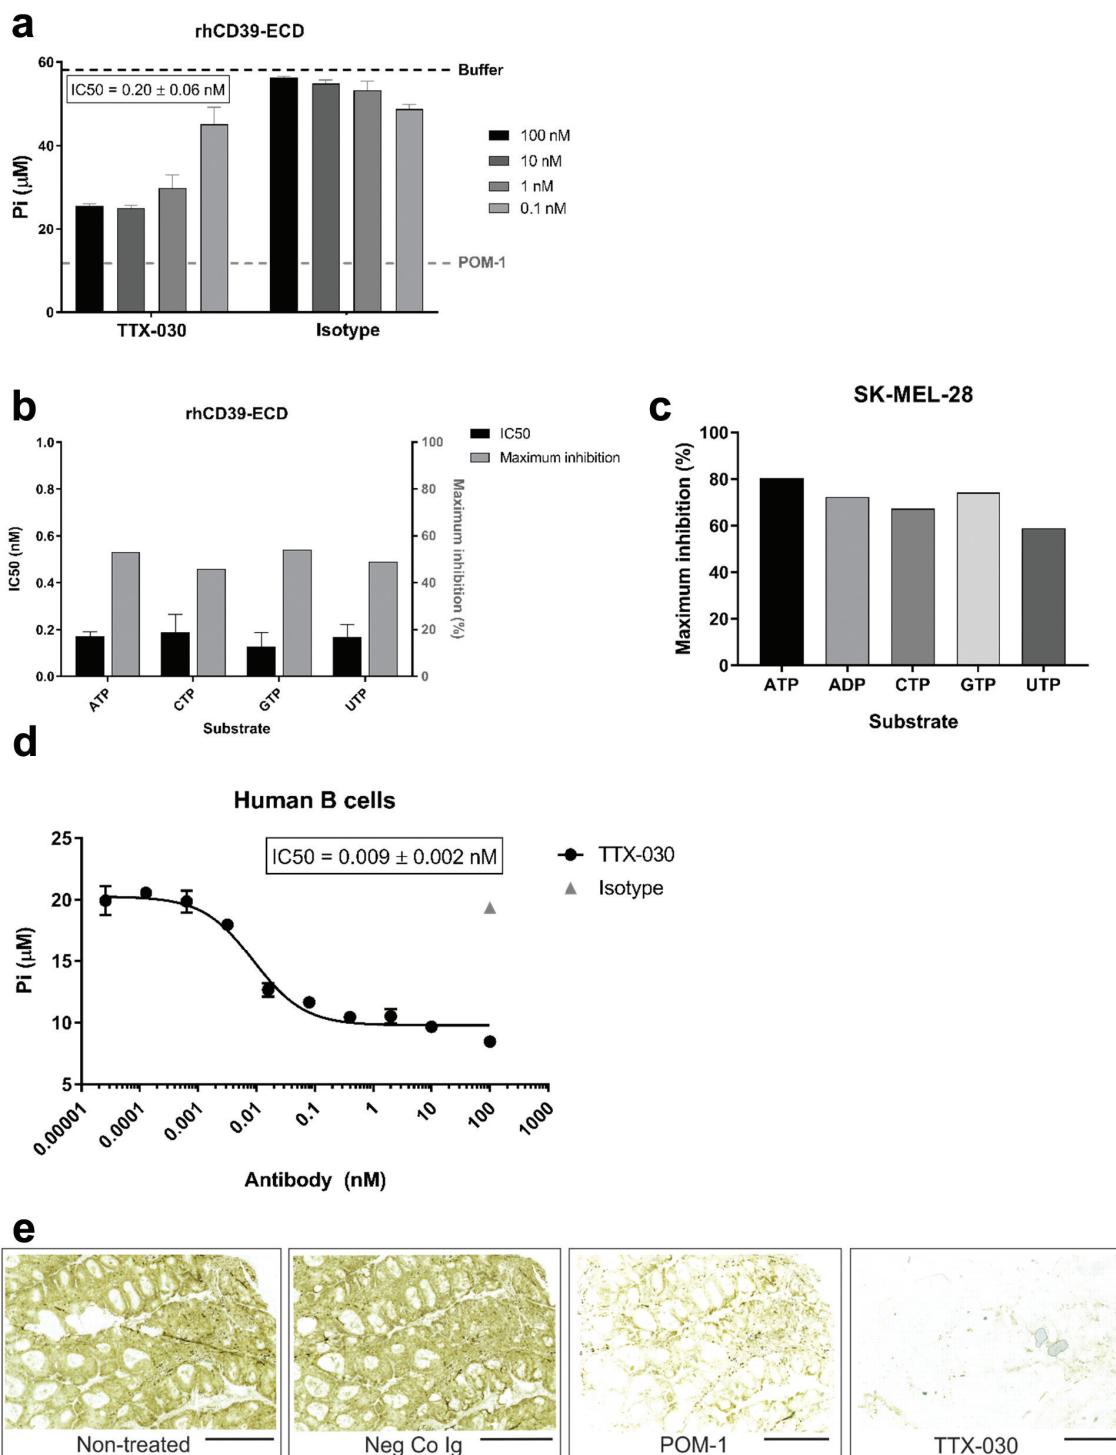 a
rhCD39-ECD
60
40
20
0
Pi (µM)
IC50 = 0.20 ± 0.06 nM
Buffer
POM-1
100 nM
10 nM
1 nM
0.1 nM
TTX-030
Isotype
b
rhCD39-ECD
IC50
Maximum inhibition
1.0
0.8
0.6
0.4
0.2
0.0
IC50 (nM)
100
80
60
40
20
0
Maximum inhibition (%)
ATP
CTP
GTP
UTP
Substrate
c
SK-MEL-28
100
80
60
40
20
0
Maximum inhibition (%)
ATP
ADP
CTP
GTP
UTP
Substrate
d
Human B cells
IC50 = 0.009 ± 0.002 nM
TTX-030
Isotype
25
20
15
10
5
Pi (µM)
0.00001
0.0001
0.001
0.01
0.1
1
10
100
1000
Antibody (nM)
e
Non-treated
Neg Co Ig
POM-1
TTX-030